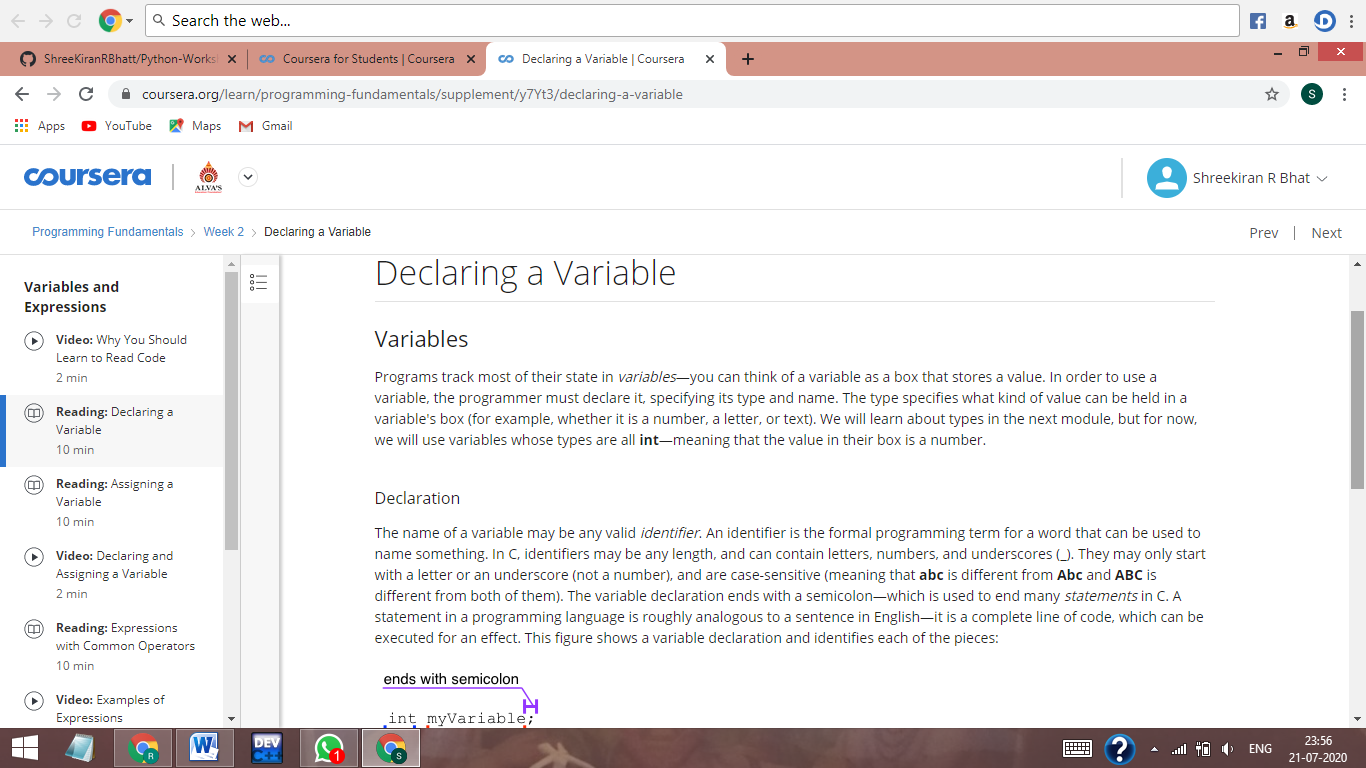 Search the web...
ShreeKiranRBhatt/Python-Works
Coursera for Students | Coursera
Declaring a Variable | Coursera
coursera.org/learn/programming-fundamentals/supplement/y7Yt3/declaring-a-variable
S
Apps
YouTube
Maps
Gmail
coursera
ALVA'S
Shreekiran R Bhat
Programming Fundamentals > Week 2 > Declaring a Variable
Prev | Next
Variables and
Expressions
Video: Why You Should
Learn to Read Code
2 min
Reading: Declaring a
Variable
10 min
Reading: Assigning a
Variable
10 min
Video: Declaring and
Assigning a Variable
2 min
Reading: Expressions
with Common Operators
10 min
Video: Examples of
Expressions
Declaring a Variable
Variables
Programs track most of their state in variables—you can think of a variable as a box that stores a value. In order to use a
variable, the programmer must declare it, specifying its type and name. The type specifies what kind of value can be held in a
variable's box (for example, whether it is a number, a letter, or text). We will learn about types in the next module, but for now,
we will use variables whose types are all int—meaning that the value in their box is a number.
Declaration
The name of a variable may be any valid identifier. An identifier is the formal programming term for a word that can be used to
name something. In C, identifiers may be any length, and can contain letters, numbers, and underscores (_). They may only start
with a letter or an underscore (not a number), and are case-sensitive (meaning that abc is different from Abc and ABC is
different from both of them). The variable declaration ends with a semicolon—which is used to end many statements in C. A
statement in a programming language is roughly analogous to a sentence in English—it is a complete line of code, which can be
executed for an effect. This figure shows a variable declaration and identifies each of the pieces:
ends with semicolon
int myVariable;
R
W
DEV
C++
1
S
?
ENG
23:56
21-07-2020